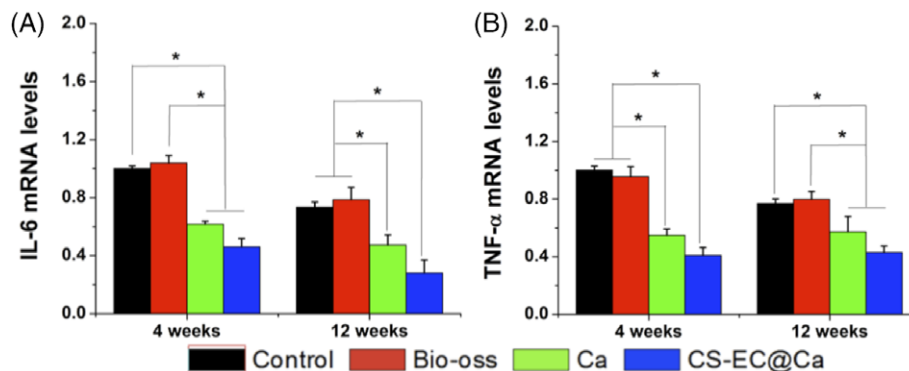 (A)
IL-6 mRNA levels
2.0
1.6
1.2
0.8
0.4
0.0
*
*
*
*
4 weeks
12 weeks
(B)
TNF-α mRNA levels
2.0
1.6
1.2
0.8
0.4
0.0
*
*
*
*
4 weeks
12 weeks
Control Bio-oss Ca CS-EC@Ca